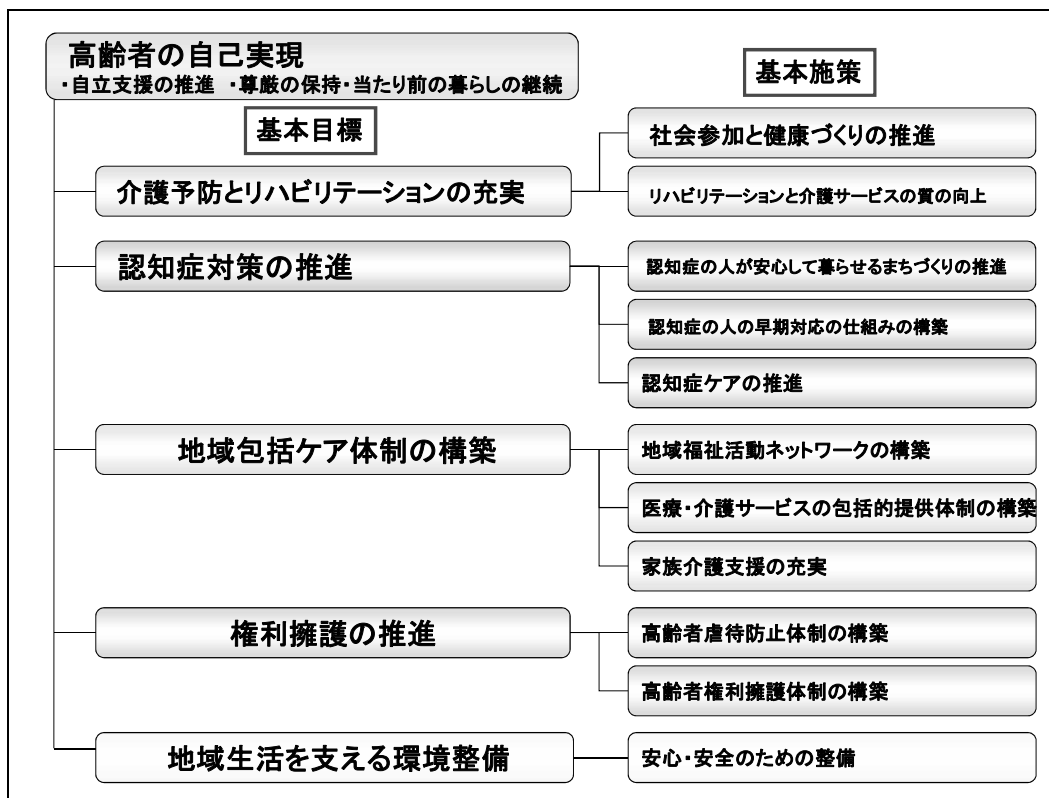 高齢者の自己実現
・自立支援の推進 ・尊厳の保持・当たり前の暮らしの継続
基本目標
基本施策
介護予防とリハビリテーションの充実
社会参加と健康づくりの推進
リハビリテーションと介護サービスの質の向上
認知症対策の推進
認知症の人が安心して暮らせるまちづくりの推進
認知症の人の早期対応の仕組みの構築
認知症ケアの推進
地域包括ケア体制の構築
地域福祉活動ネットワークの構築
医療・介護サービスの包括的提供体制の構築
家族介護支援の充実
権利擁護の推進
高齢者虐待防止体制の構築
高齢者権利擁護体制の構築
地域生活を支える環境整備
安心・安全のための整備